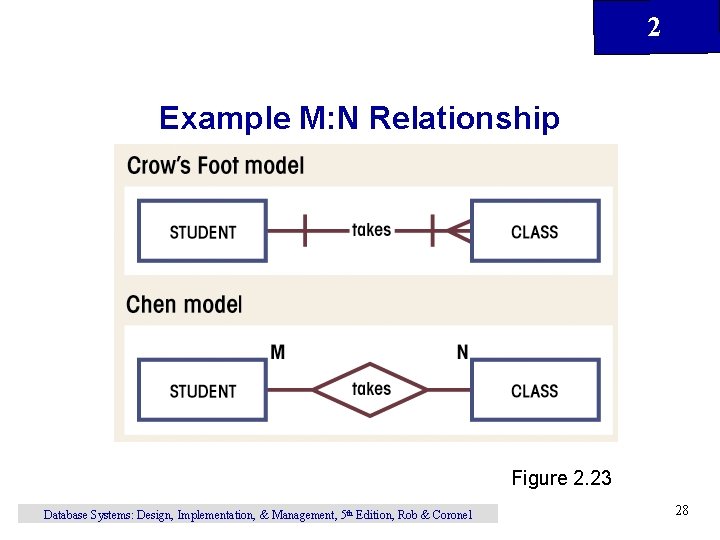 2
Example M:N Relationship
Crow's Foot model
STUDENT takes CLASS
Chen model
M N
STUDENT takes CLASS
Figure 2.23
Database Systems: Design, Implementation, & Management, 5th Edition, Rob & Coronel
28